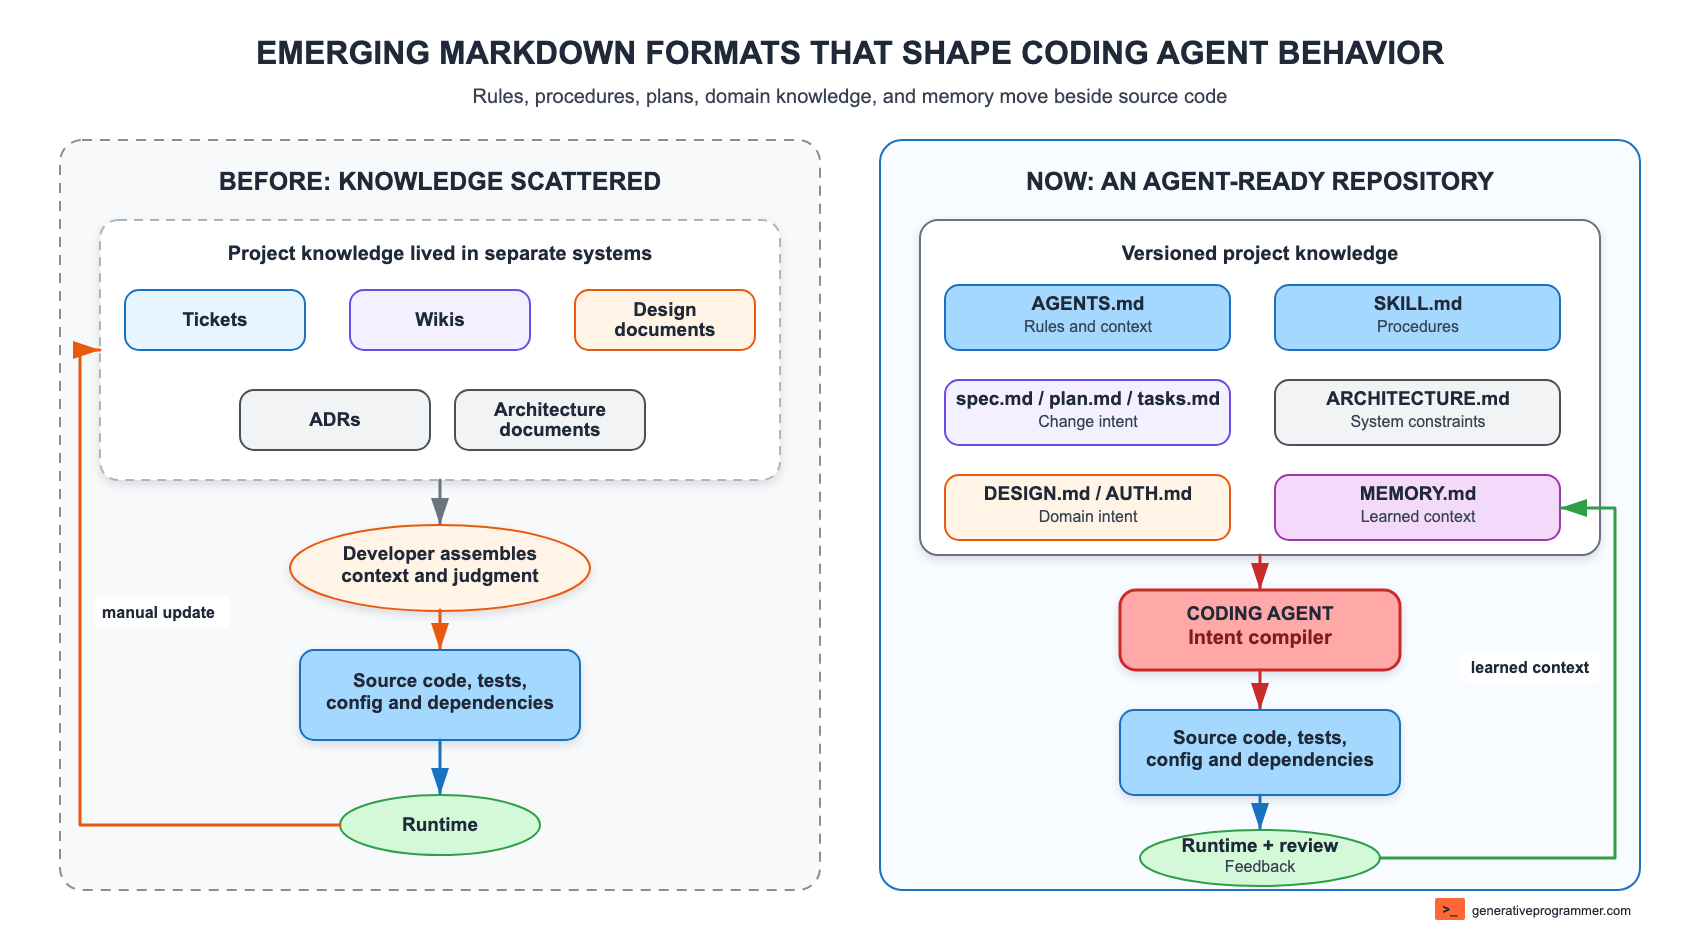 EMERGING MARKDOWN FORMATS THAT SHAPE CODING AGENT BEHAVIOR
Rules, procedures, plans, domain knowledge, and memory move beside source code
BEFORE: KNOWLEDGE SCATTERED
Project knowledge lived in separate systems
Tickets
Wikis
Design
documents
ADRs
Architecture
documents
Developer assembles
context and judgment
manual update
Source code, tests,
config and dependencies
Runtime
NOW: AN AGENT-READY REPOSITORY
Versioned project knowledge
AGENTS.md
Rules and context
SKILL.md
Procedures
spec.md / plan.md / tasks.md
Change intent
ARCHITECTURE.md
System constraints
DESIGN.md / AUTH.md
Domain intent
MEMORY.md
Learned context
CODING AGENT
Intent compiler
learned context
Source code, tests,
config and dependencies
Runtime + review
Feedback
>_ generativeprogrammer.com